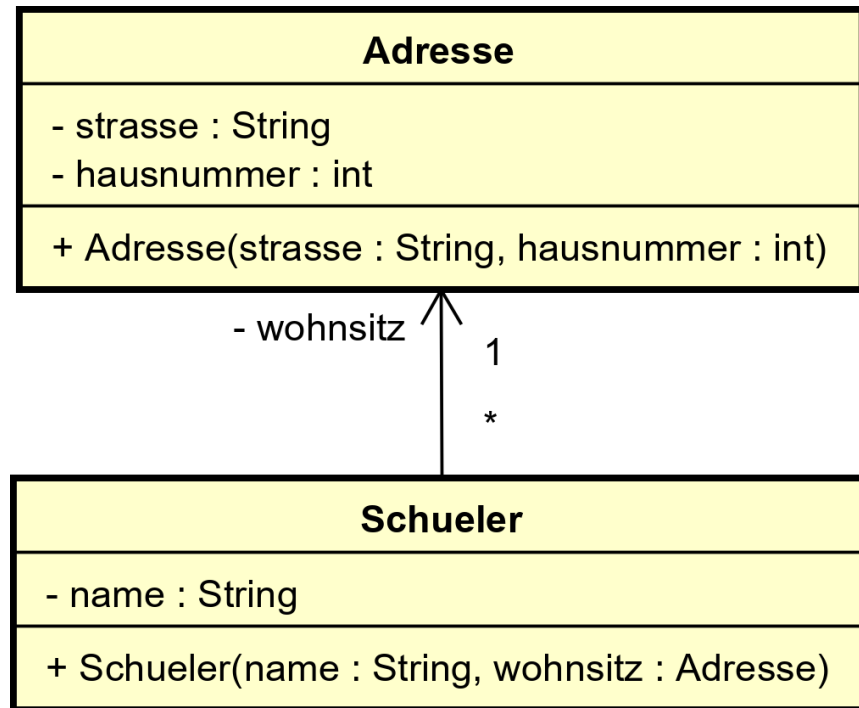 Adresse
- strasse : String
- hausnummer : int
+ Adresse(strasse : String, hausnummer : int)
- wohnsitz
1
*
Schueler
- name : String
+ Schueler(name : String, wohnsitz : Adresse)